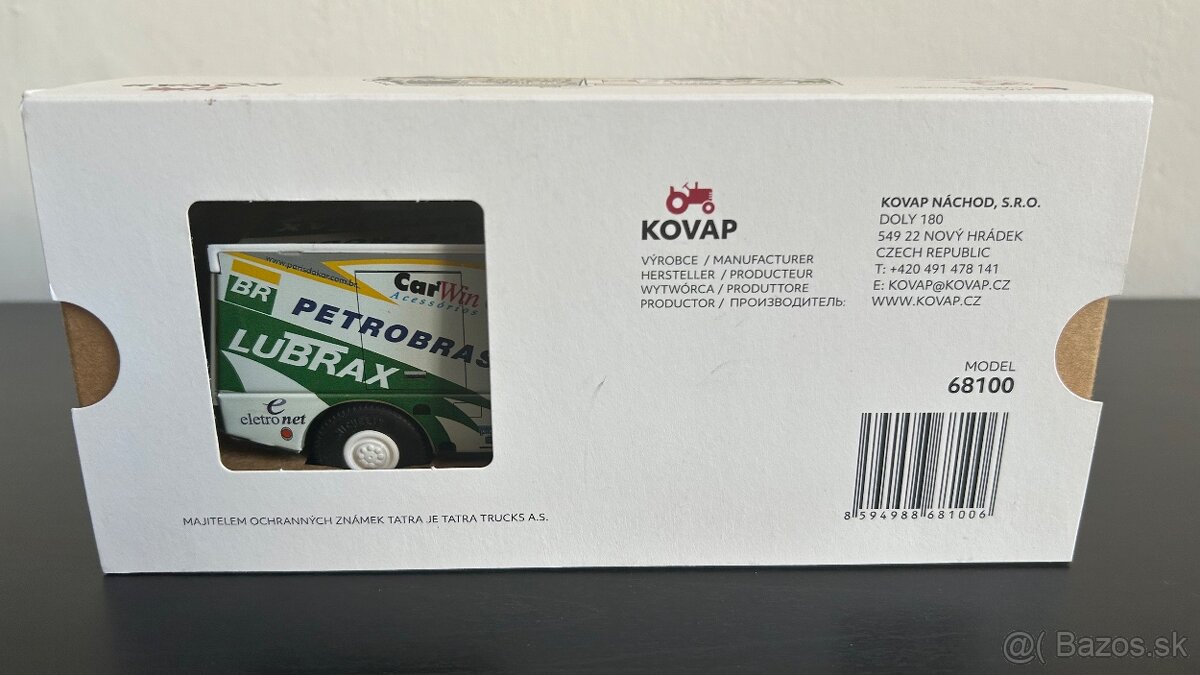 www.parisdakar.com.br
CarWin
Acessórios
BR
PETROBRAS
LUBRAX
eletronet
MAJITELEM OCHRANNÝCH ZNÁMEK TATRA JE TATRA TRUCKS A.S.
KOVAP
VÝROBCE / MANUFACTURER
HERSTELLER / PRODUCTEUR
WYTWÓRCA / PRODUTTORE
PRODUCTOR / ПРОИЗВОДИТЕЛЬ:
KOVAP NÁCHOD, S.R.O.
DOLY 180
549 22 NOVÝ HRÁDEK
CZECH REPUBLIC
T: +420 491 478 141
E: KOVAP@KOVAP.CZ
WWW.KOVAP.CZ
MODEL
68100
8 594988 681006
@( Bazos.sk